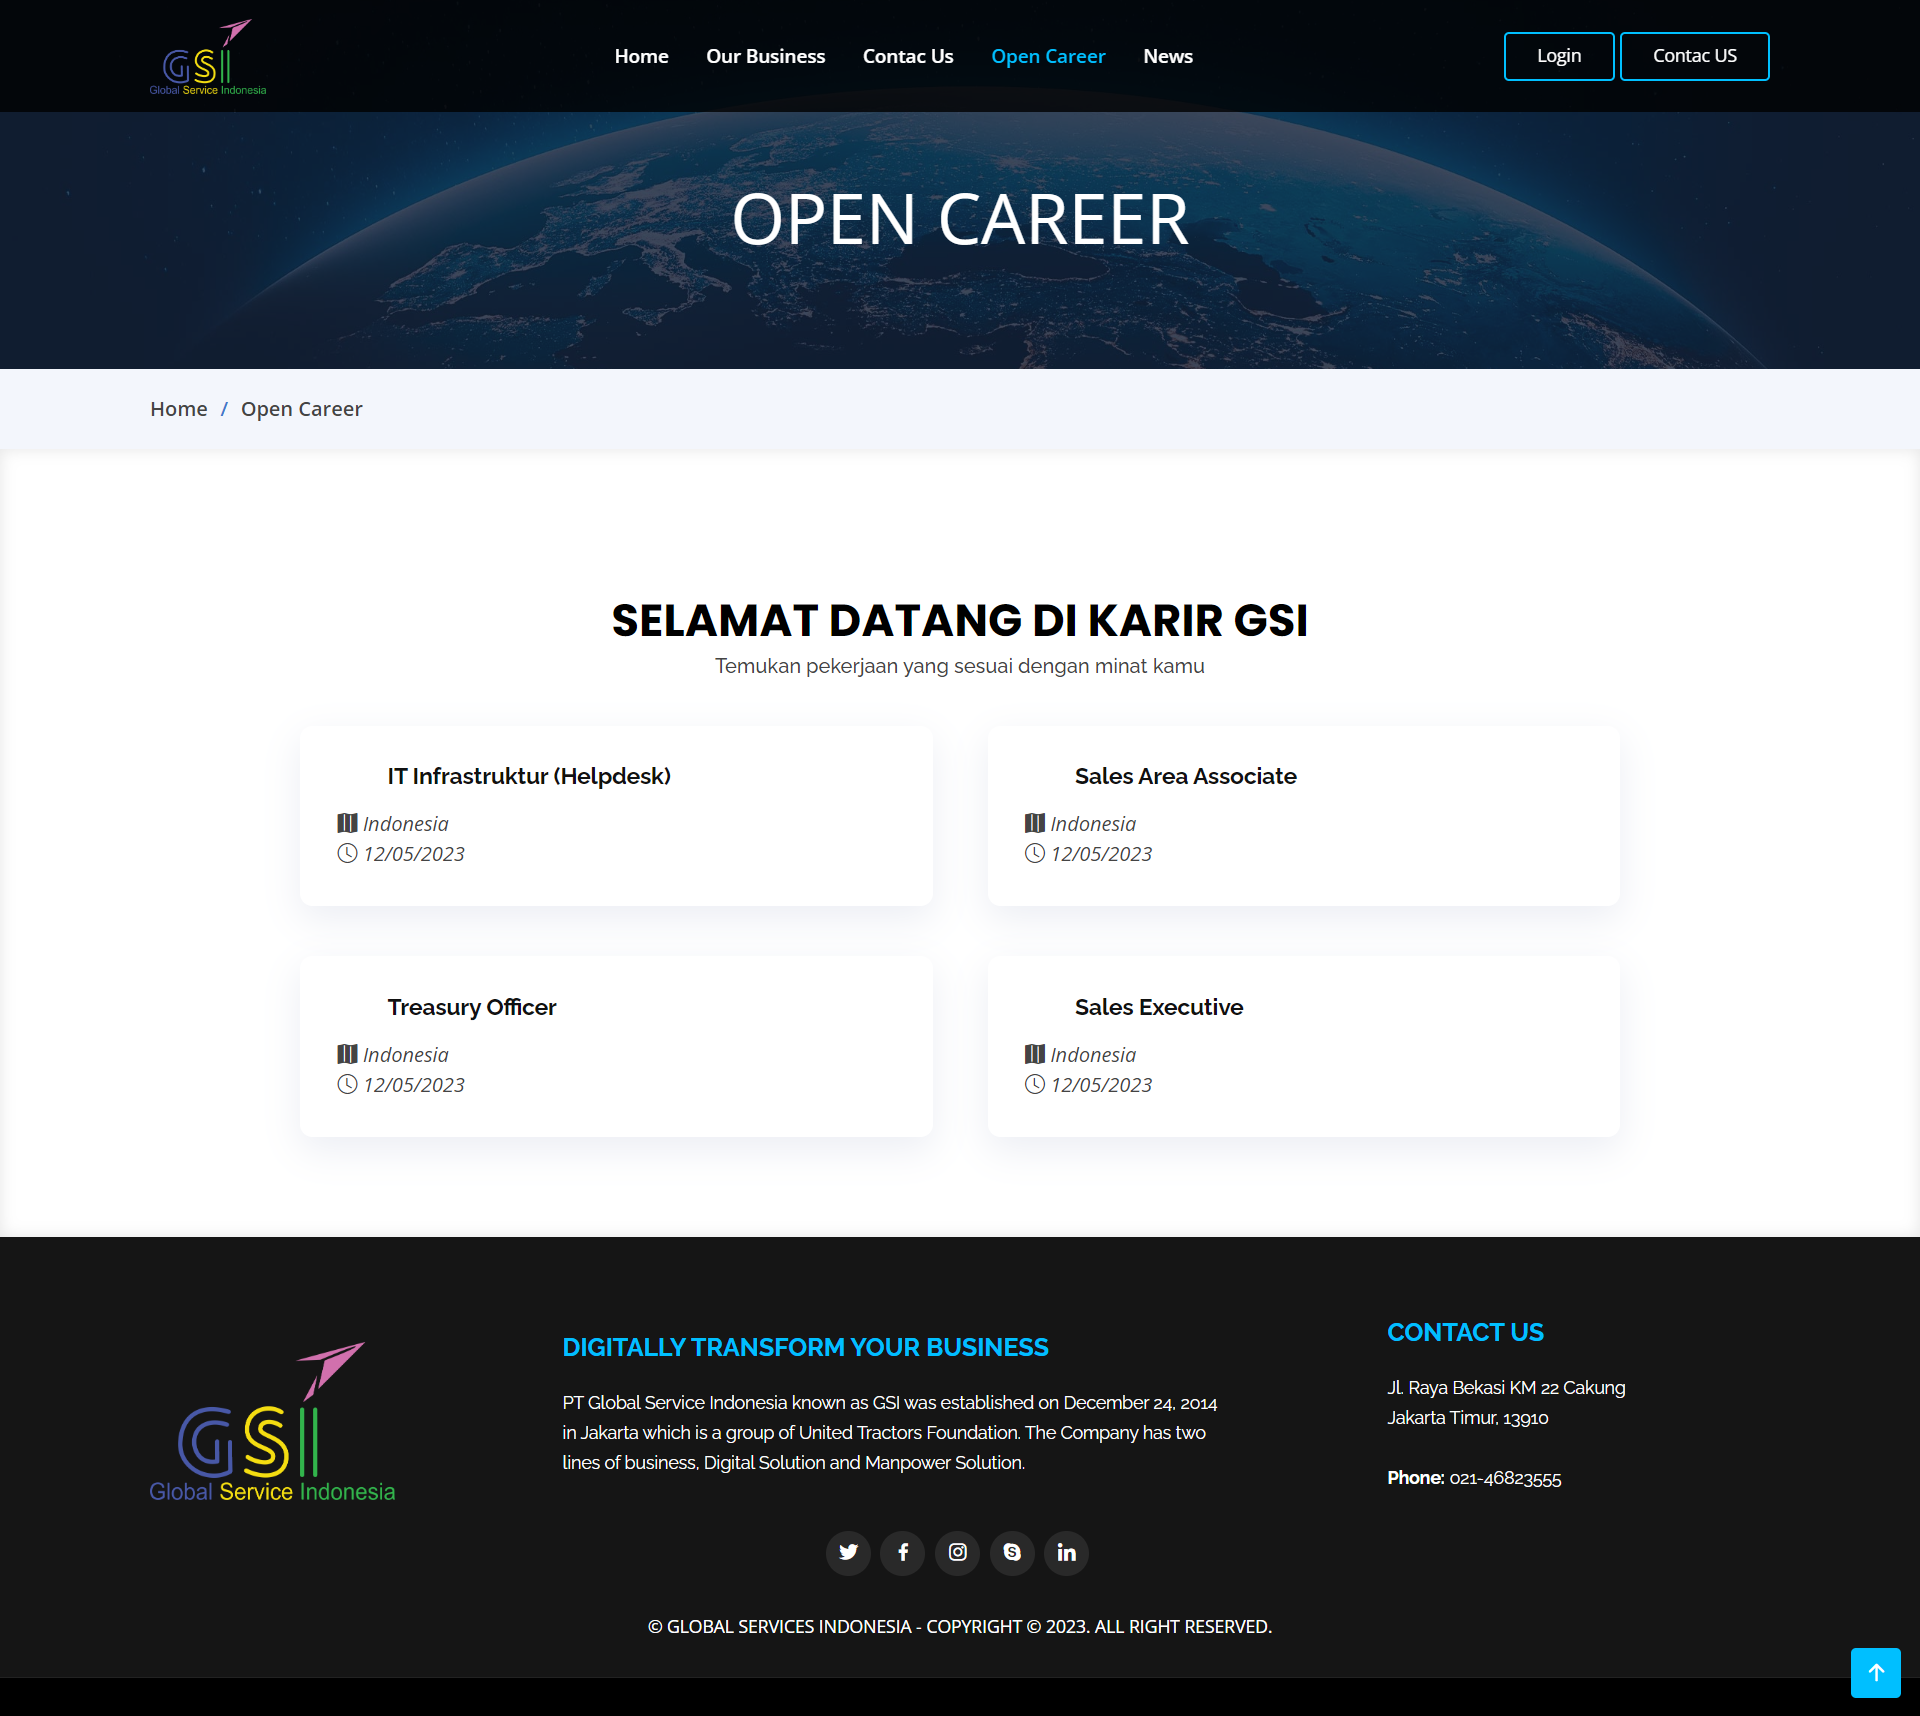 GSI
Global Service Indonesia
Home
Our Business
Contac Us
Open Career
News
Login
Contac US
OPEN CAREER
Home / Open Career
SELAMAT DATANG DI KARIR GSI
Temukan pekerjaan yang sesuai dengan minat kamu
IT Infrastruktur (Helpdesk)
Indonesia
12/05/2023
Sales Area Associate
Indonesia
12/05/2023
Treasury Officer
Indonesia
12/05/2023
Sales Executive
Indonesia
12/05/2023
GSI
Global Service Indonesia
DIGITALLY TRANSFORM YOUR BUSINESS
PT Global Service Indonesia known as GSI was established on December 24, 2014
in Jakarta which is a group of United Tractors Foundation. The Company has two
lines of business, Digital Solution and Manpower Solution.
CONTACT US
Jl. Raya Bekasi KM 22 Cakung
Jakarta Timur, 13910
Phone: 021-46823555
© GLOBAL SERVICES INDONESIA - COPYRIGHT © 2023. ALL RIGHT RESERVED.